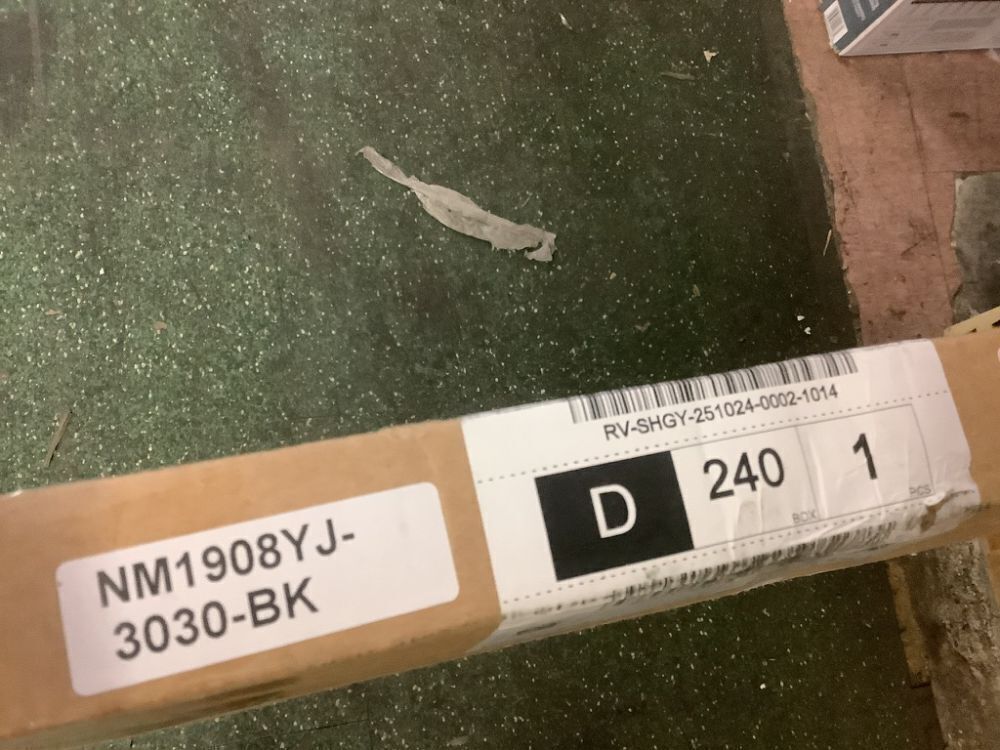 NM1908YJ-
3030-BK
RV-SHGY-251024-0002-1014
D
240
BOX
1
PCS